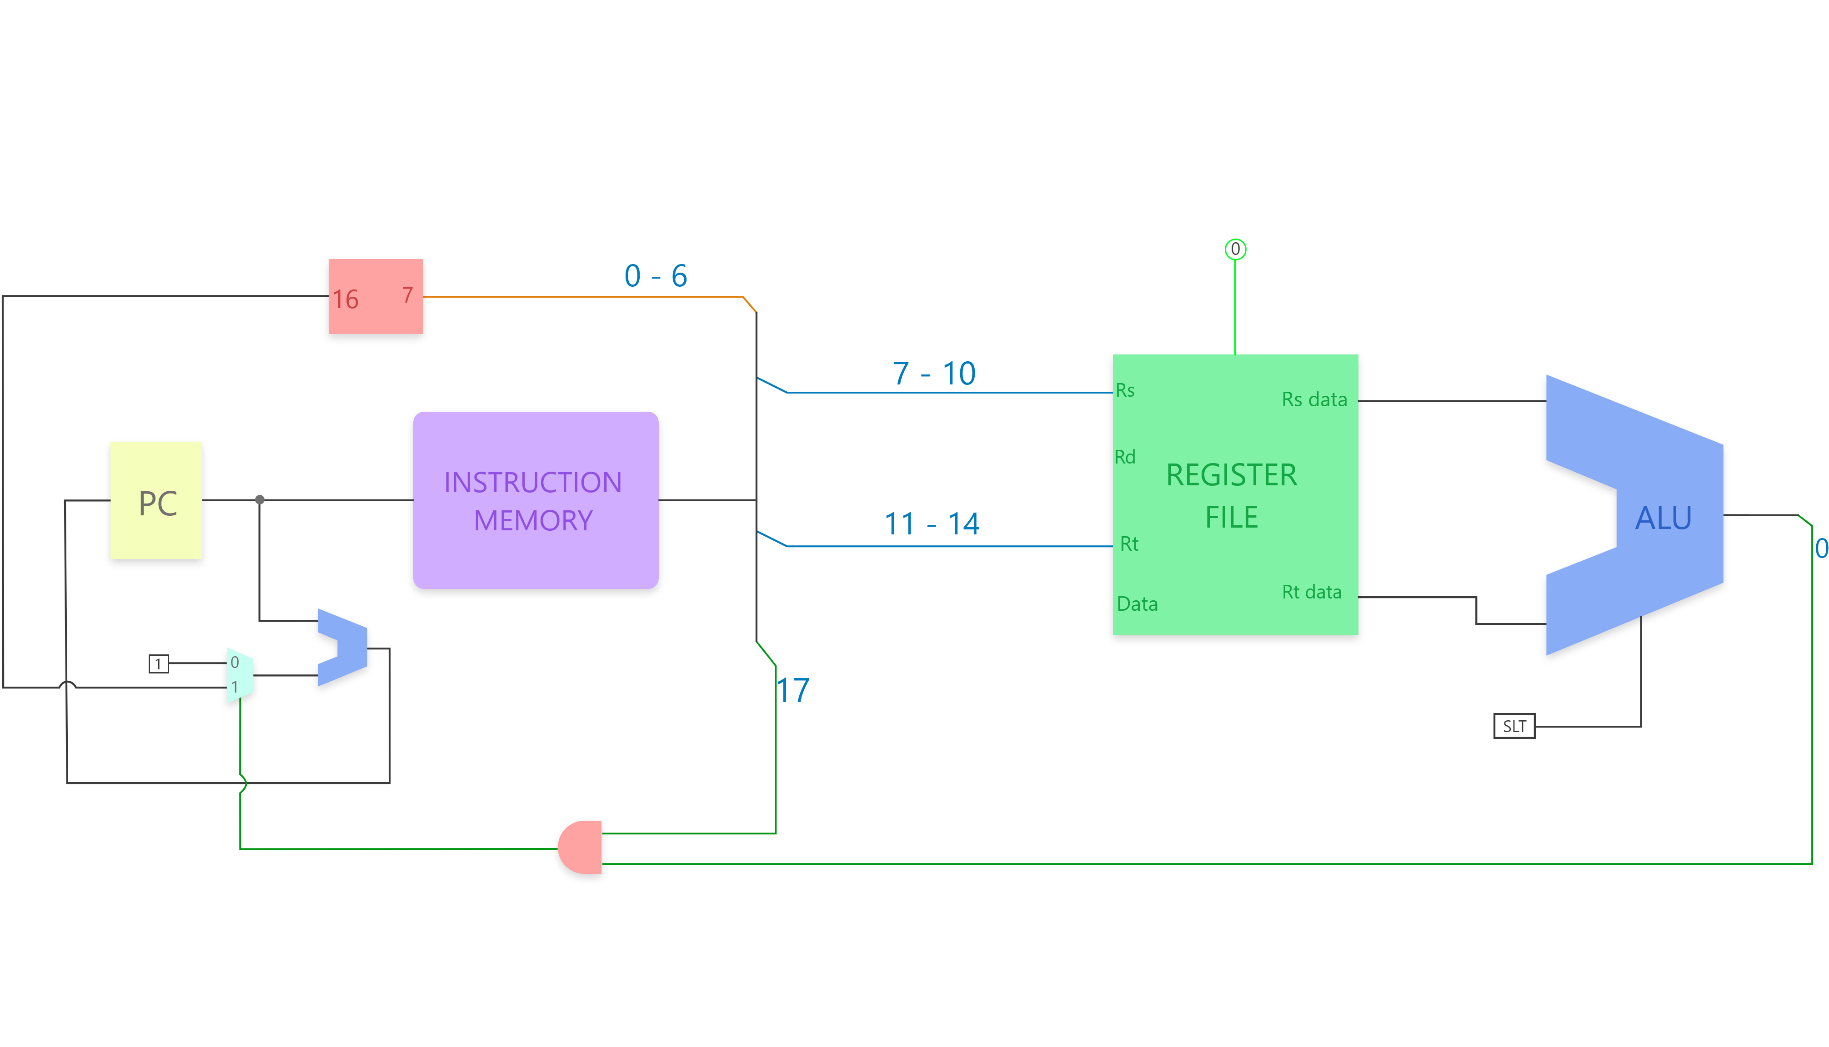 0
0 - 6
16
7
7 - 10
Rs
Rs data
Rd
REGISTER
FILE
INSTRUCTION
MEMORY
PC
ALU
11 - 14
Rt
0
Rt data
Data
1
0
1
17
SLT